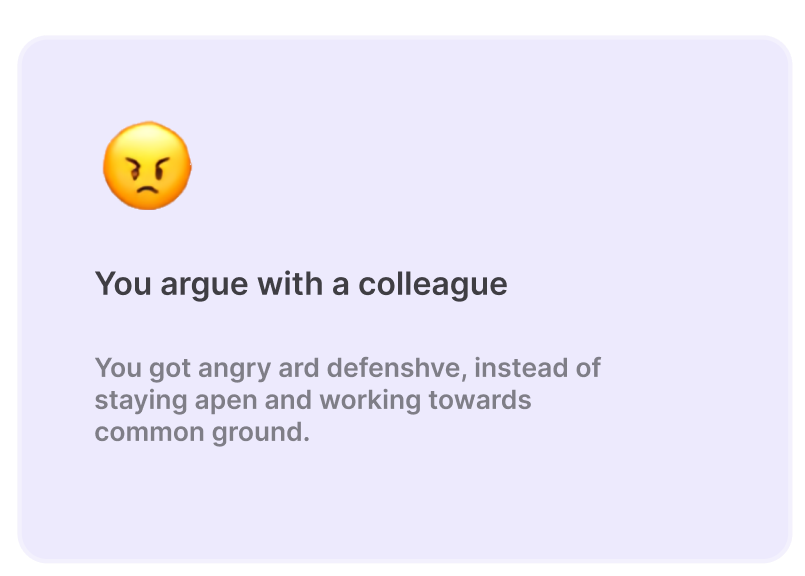 You argue with a colleague
You got angry ard defenshve, instead of
staying apen and working towards
common ground.